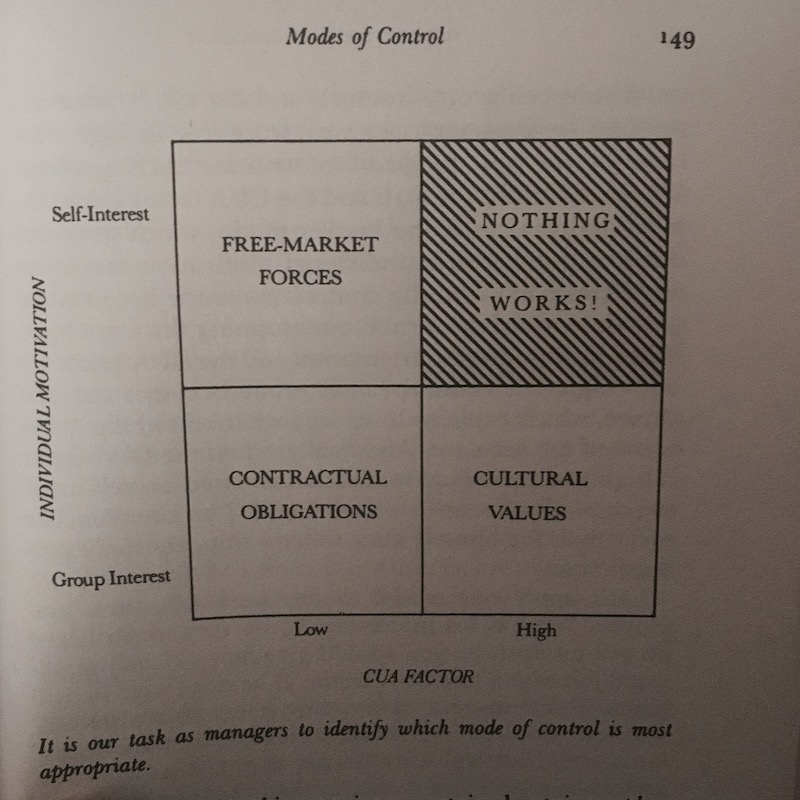 Modes of Control
149
Self-Interest
FREE-MARKET
FORCES
NOTHING
WORKS!
INDIVIDUAL MOTIVATION
CONTRACTUAL
OBLIGATIONS
CULTURAL
VALUES
Group Interest
Low
High
CUA FACTOR
It is our task as managers to identify which mode of control is most
appropriate.